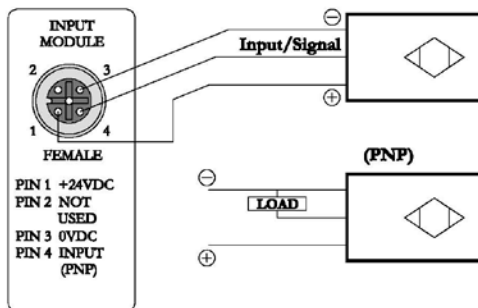 INPUT
MODULE
2 3
1 4
FEMALE
PIN 1 +24VDC
PIN 2 NOT
USED
PIN 3 0VDC
PIN 4 INPUT
(PNP)
−
Input/Signal
+
(PNP)
−
LOAD
+